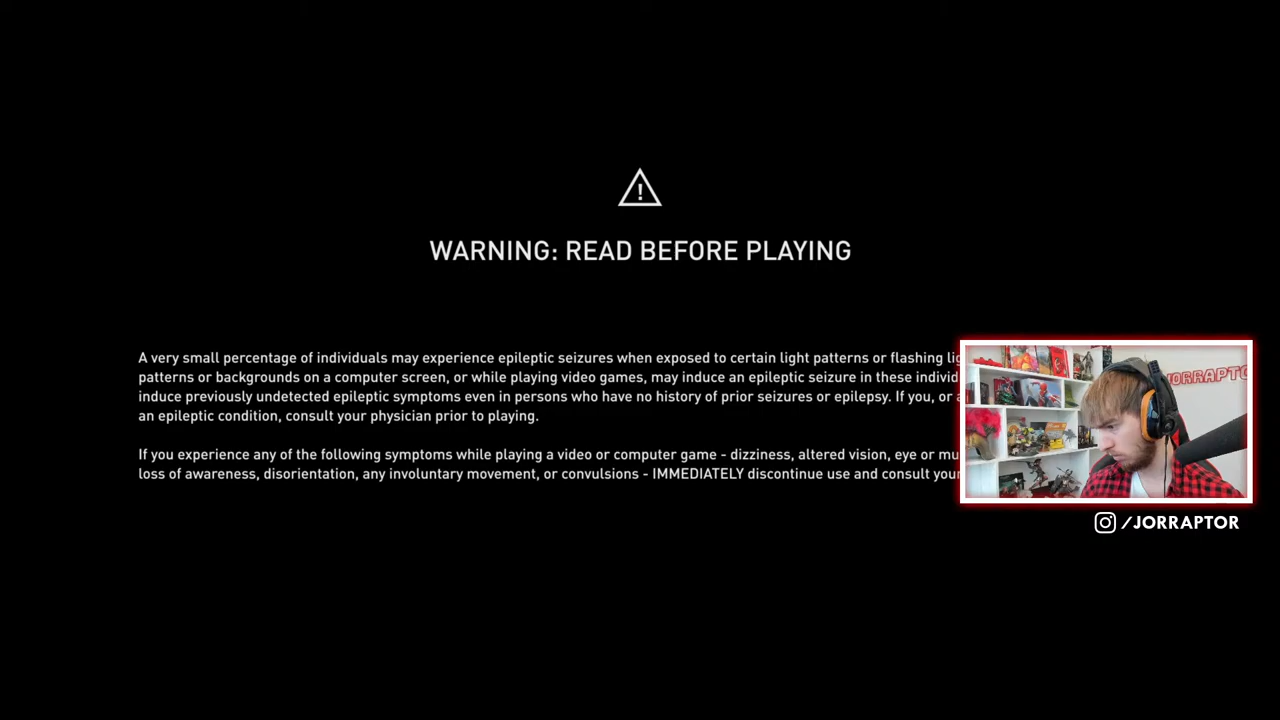 WARNING: READ BEFORE PLAYING
A very small percentage of individuals may experience epileptic seizures when exposed to certain light patterns or flashing
patterns or backgrounds on a computer screen, or while playing video games, may induce an epileptic seizure in these
induce previously undetected epileptic symptoms even in persons who have no history of prior seizures or epilepsy. If you, or
an epileptic condition, consult your physician prior to playing.
If you experience any of the following symptoms while playing a video or computer game - dizziness, altered vision, eye or
loss of awareness, disorientation, any involuntary movement, or convulsions - IMMEDIATELY discontinue use and consult your
JORRAPTOR
/JORRAPTOR